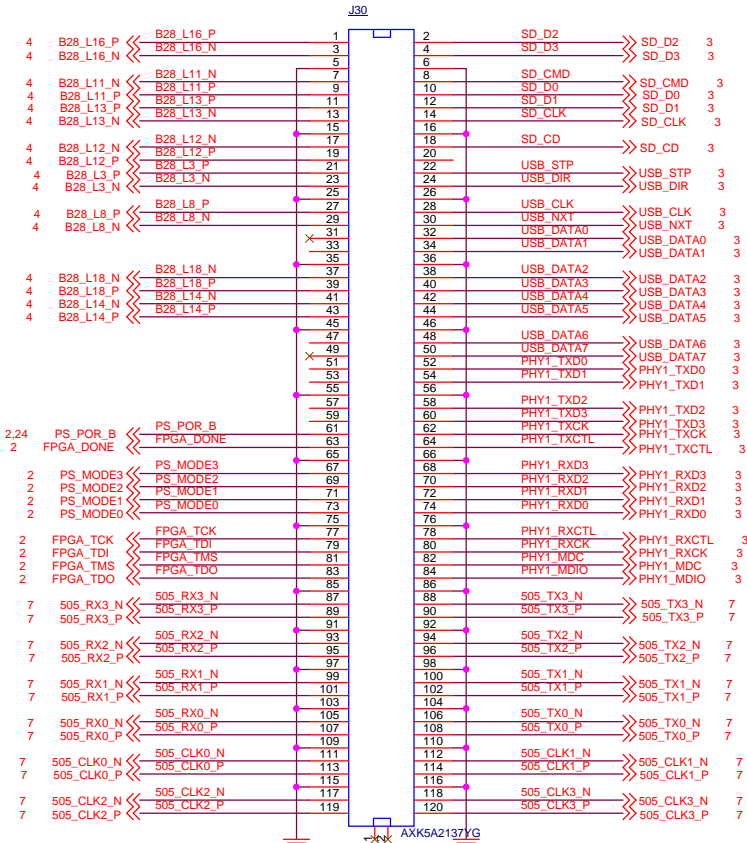 J30
4 B28_L16_P B28_L16_P 1 2 SD_D2 SD_D2 3
4 B28_L16_N B28_L16_N 3 4 SD_D3 SD_D3 3
5 6
4 B28_L11_N B28_L11_N 7 8 SD_CMD SD_CMD 3
4 B28_L11_P B28_L11_P 9 10 SD_D0 SD_D0 3
4 B28_L13_P B28_L13_P 11 12 SD_D1 SD_D1 3
4 B28_L13_N B28_L13_N 13 14 SD_CLK SD_CLK 3
15 16
4 B28_L12_N B28_L12_N 17 18 SD_CD SD_CD 3
4 B28_L12_P B28_L12_P 19 20
4 B28_L3_P B28_L3_P 21 22 USB_STP USB_STP 3
4 B28_L3_N B28_L3_N 23 24 USB_DIR USB_DIR 3
25 26
4 B28_L8_P B28_L8_P 27 28 USB_CLK USB_CLK 3
4 B28_L8_N B28_L8_N 29 30 USB_NXT USB_NXT 3
31 32 USB_DATA0 USB_DATA0 3
33 34 USB_DATA1 USB_DATA1 3
35 36
4 B28_L18_N B28_L18_N 37 38 USB_DATA2 USB_DATA2 3
4 B28_L18_P B28_L18_P 39 40 USB_DATA3 USB_DATA3 3
4 B28_L14_N B28_L14_N 41 42 USB_DATA4 USB_DATA4 3
4 B28_L14_P B28_L14_P 43 44 USB_DATA5 USB_DATA5 3
45 46
47 48 USB_DATA6 USB_DATA6 3
49 50 USB_DATA7 USB_DATA7 3
51 52 PHY1_TXD0 PHY1_TXD0 3
53 54 PHY1_TXD1 PHY1_TXD1 3
55 56
57 58 PHY1_TXD2 PHY1_TXD2 3
59 60 PHY1_TXD3 PHY1_TXD3 3
2,24 PS_POR_B PS_POR_B 61 62 PHY1_TXCK PHY1_TXCK 3
2 FPGA_DONE FPGA_DONE 63 64 PHY1_TXCTL PHY1_TXCTL 3
65 66
2 PS_MODE3 PS_MODE3 67 68 PHY1_RXD3 PHY1_RXD3 3
2 PS_MODE2 PS_MODE2 69 70 PHY1_RXD2 PHY1_RXD2 3
2 PS_MODE1 PS_MODE1 71 72 PHY1_RXD1 PHY1_RXD1 3
2 PS_MODE0 PS_MODE0 73 74 PHY1_RXD0 PHY1_RXD0 3
75 76
2 FPGA_TCK FPGA_TCK 77 78 PHY1_RXCTL PHY1_RXCTL 3
2 FPGA_TDI FPGA_TDI 79 80 PHY1_RXCK PHY1_RXCK 3
2 FPGA_TMS FPGA_TMS 81 82 PHY1_MDC PHY1_MDC 3
2 FPGA_TDO FPGA_TDO 83 84 PHY1_MDIO PHY1_MDIO 3
85 86
7 505_RX3_N 505_RX3_N 87 88 505_TX3_N 505_TX3_N 7
7 505_RX3_P 505_RX3_P 89 90 505_TX3_P 505_TX3_P 7
91 92
7 505_RX2_N 505_RX2_N 93 94 505_TX2_N 505_TX2_N 7
7 505_RX2_P 505_RX2_P 95 96 505_TX2_P 505_TX2_P 7
97 98
7 505_RX1_N 505_RX1_N 99 100 505_TX1_N 505_TX1_N 7
7 505_RX1_P 505_RX1_P 101 102 505_TX1_P 505_TX1_P 7
103 104
7 505_RX0_N 505_RX0_N 105 106 505_TX0_N 505_TX0_N 7
7 505_RX0_P 505_RX0_P 107 108 505_TX0_P 505_TX0_P 7
109 110
7 505_CLK0_N 505_CLK0_N 111 112 505_CLK1_N 505_CLK1_N 7
7 505_CLK0_P 505_CLK0_P 113 114 505_CLK1_P 505_CLK1_P 7
115 116
7 505_CLK2_N 505_CLK2_N 117 118 505_CLK3_N 505_CLK3_N 7
7 505_CLK2_P 505_CLK2_P 119 120 505_CLK3_P 505_CLK3_P 7
1 2 AXK5A2137YG